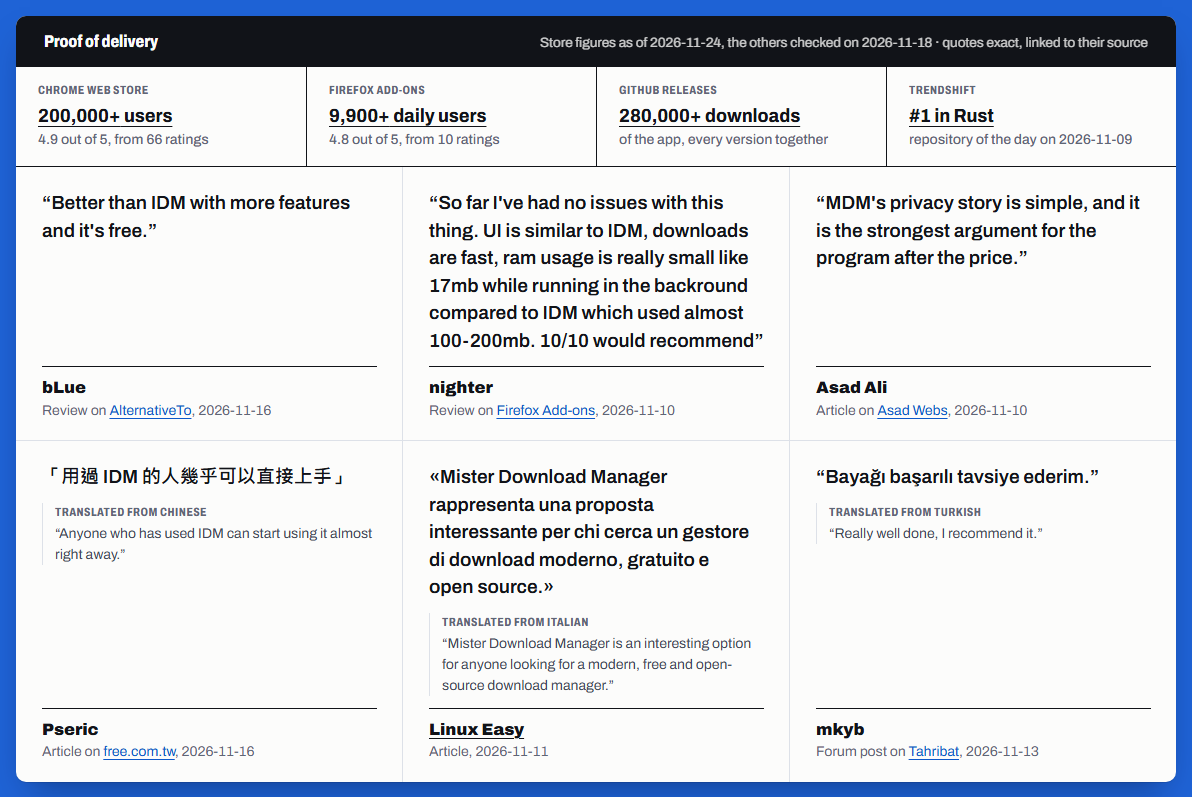 Proof of delivery
Store figures as of 2026-11-24, the others checked on 2026-11-18 · quotes exact, linked to their source
CHROME WEB STORE
200,000+ users
4.9 out of 5, from 66 ratings
FIREFOX ADD-ONS
9,900+ daily users
4.8 out of 5, from 10 ratings
GITHUB RELEASES
280,000+ downloads
of the app, every version together
TRENDSHIFT
#1 in Rust
repository of the day on 2026-11-09
“Better than IDM with more features
and it's free.”
bLue
Review on AlternativeTo, 2026-11-16
“So far I've had no issues with this
thing. UI is similar to IDM, downloads
are fast, ram usage is really small like
17mb while running in the backround
compared to IDM which used almost
100-200mb. 10/10 would recommend”
nighter
Review on Firefox Add-ons, 2026-11-10
“MDM's privacy story is simple, and it
is the strongest argument for the
program after the price.”
Asad Ali
Article on Asad Webs, 2026-11-10
「用過 IDM 的人幾乎可以直接上手」
TRANSLATED FROM CHINESE
“Anyone who has used IDM can start using it almost
right away.”
Pseric
Article on free.com.tw, 2026-11-16
«Mister Download Manager
rappresenta una proposta
interessante per chi cerca un gestore
di download moderno, gratuito e
open source.»
TRANSLATED FROM ITALIAN
“Mister Download Manager is an interesting option
for anyone looking for a modern, free and open-
source download manager.”
Linux Easy
Article, 2026-11-11
“Bayağı başarılı tavsiye ederim.”
TRANSLATED FROM TURKISH
“Really well done, I recommend it.”
mkyb
Forum post on Tahribat, 2026-11-13